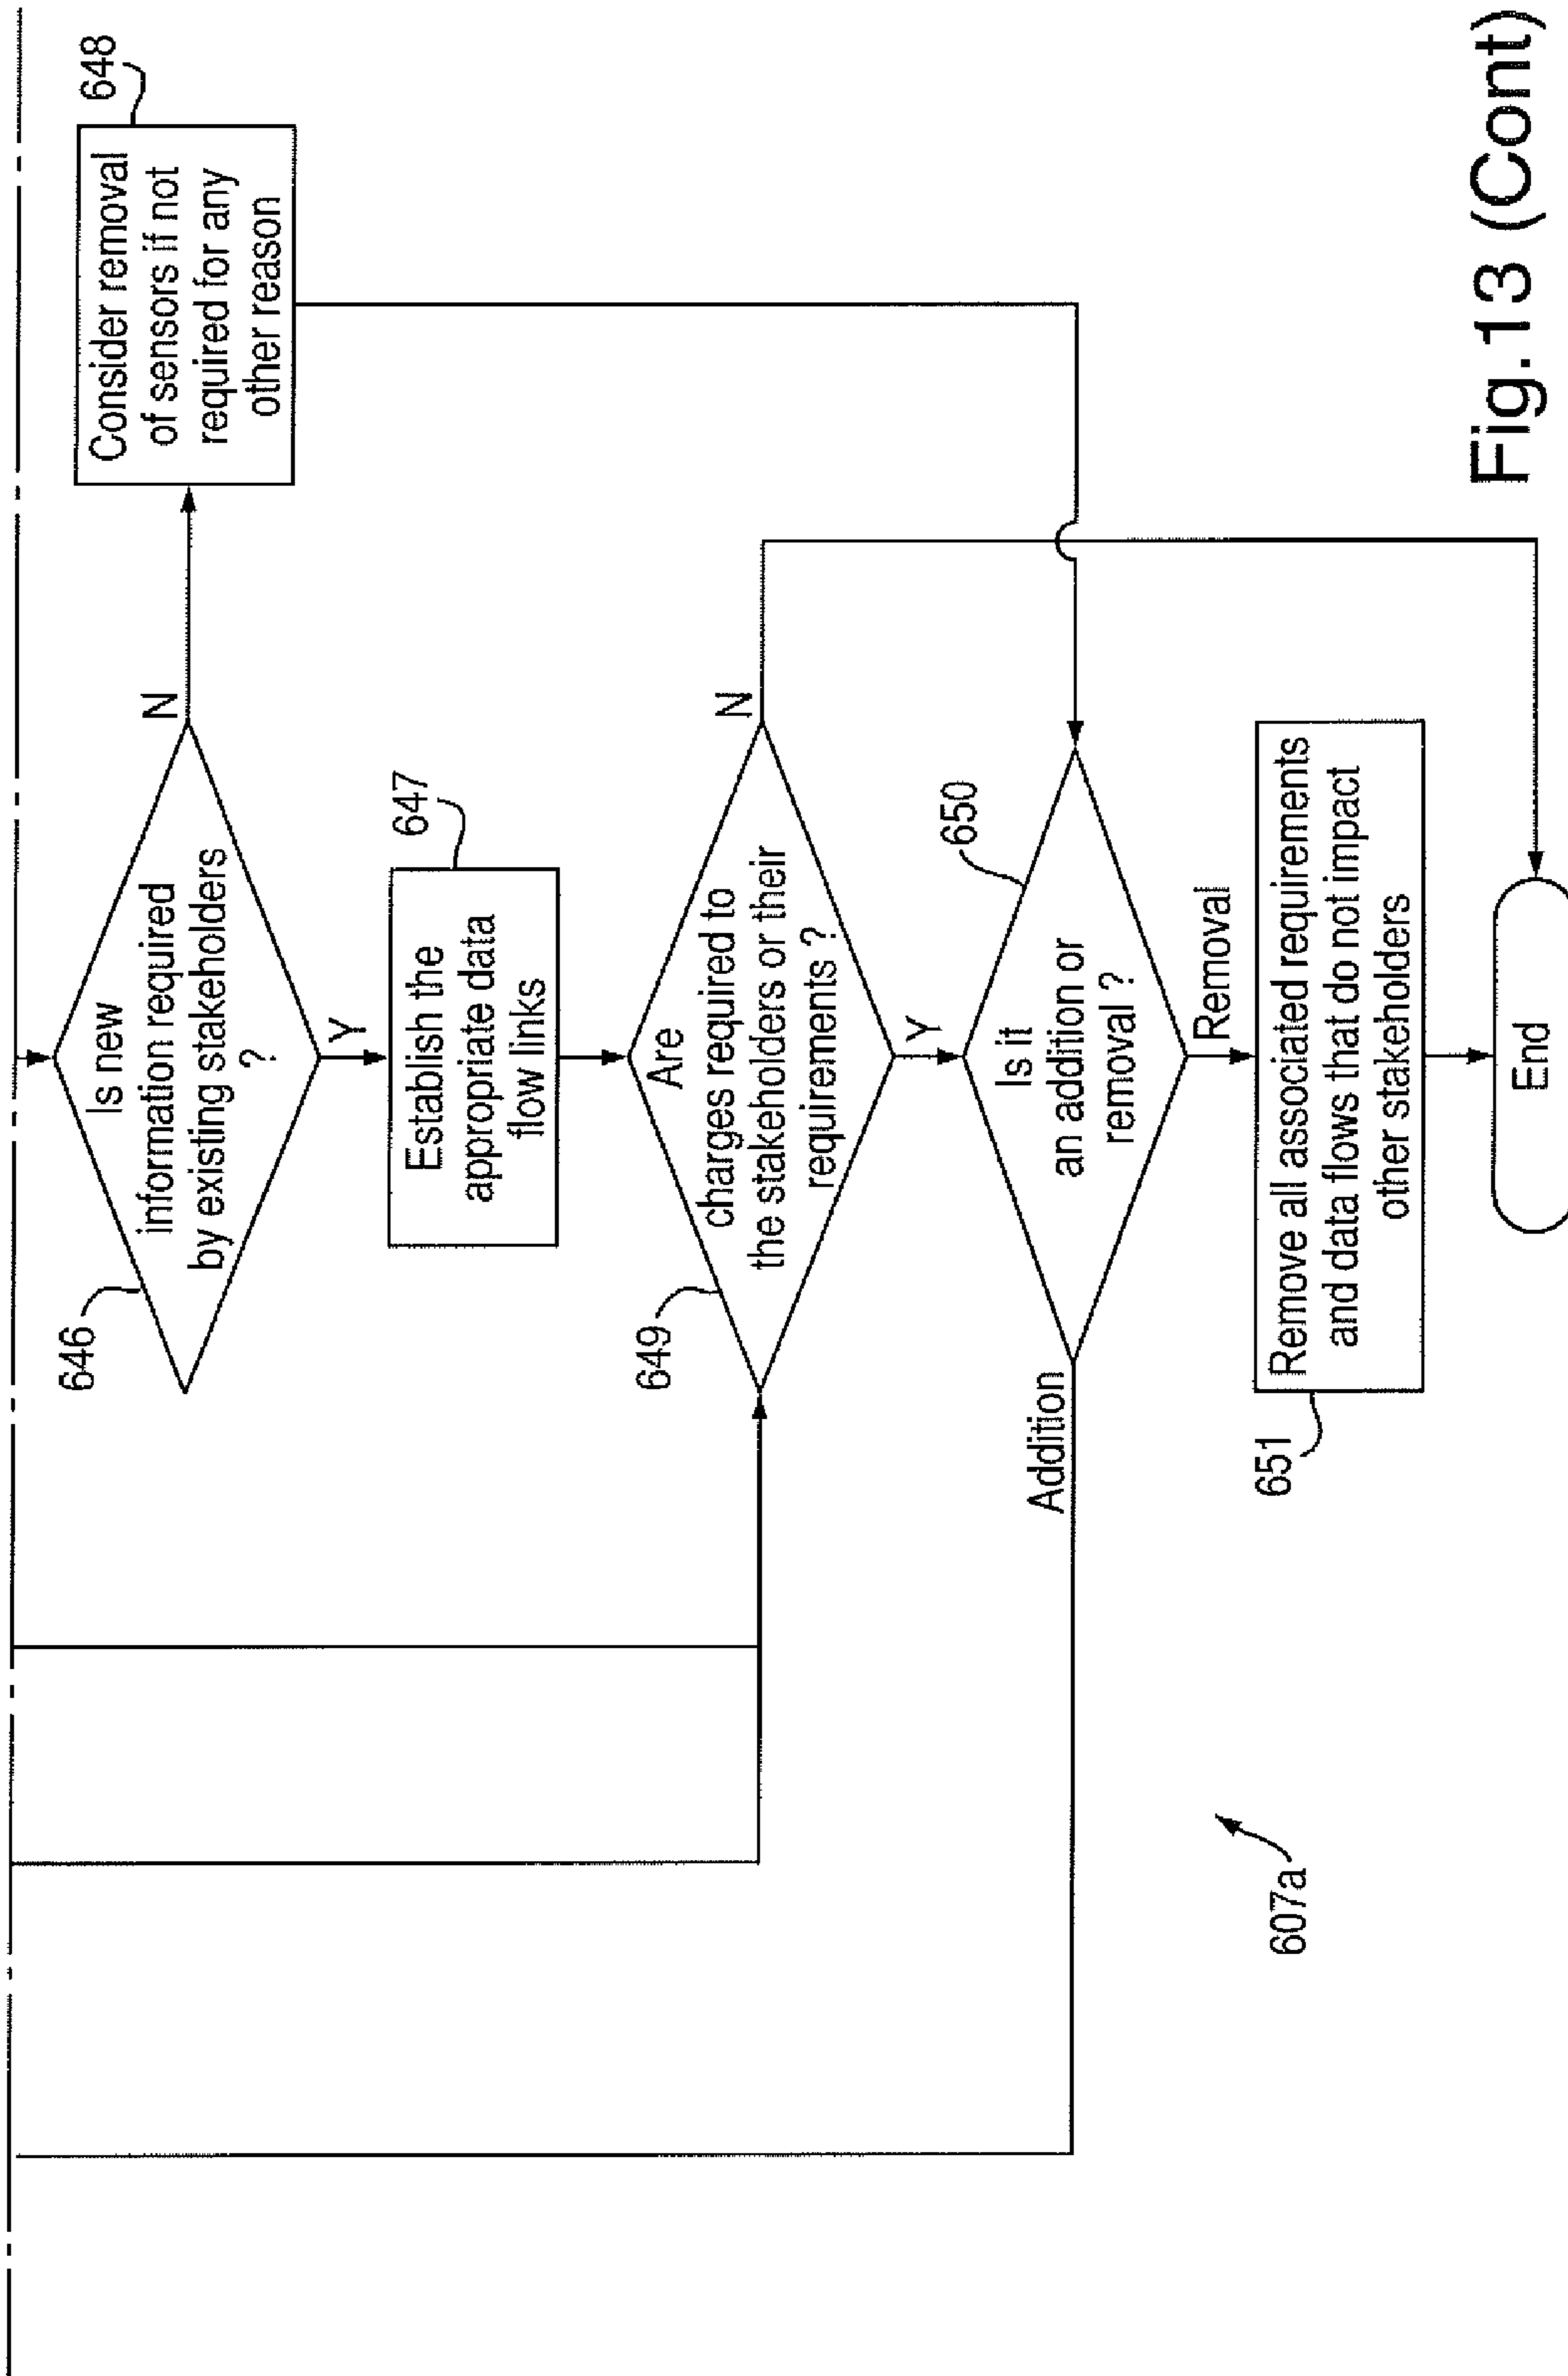 646
Is new
information required
by existing stakeholders
?
N
648
Consider removal
of sensors if not
required for any
other reason
Y
647
Establish the
appropriate data
flow links
649
Are
charges required to
the stakeholders or their
requirements ?
N
Y
650
Is it
an addition or
removal ?
Addition
Removal
651
Remove all associated requirements
and data flows that do not impact
other stakeholders
End
607a
Fig.13 (Cont)